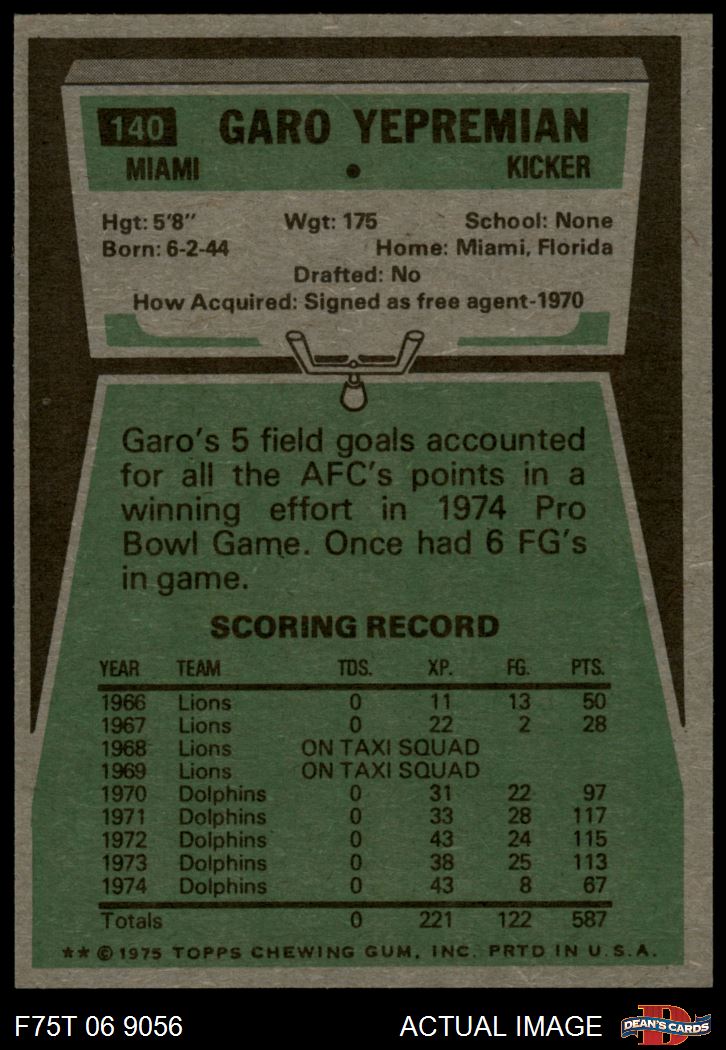 140 GARO YEPREMIAN
MIAMI • KICKER
Hgt: 5'8" Wgt: 175 School: None
Born: 6-2-44 Home: Miami, Florida
Drafted: No
How Acquired: Signed as free agent-1970
Garo's 5 field goals accounted
for all the AFC's points in a
winning effort in 1974 Pro
Bowl Game. Once had 6 FG's
in game.
SCORING RECORD
YEAR TEAM TDS. XP. FG. PTS.
1966 Lions 0 11 13 50
1967 Lions 0 22 2 28
1968 Lions ON TAXI SQUAD
1969 Lions ON TAXI SQUAD
1970 Dolphins 0 31 22 97
1971 Dolphins 0 33 28 117
1972 Dolphins 0 43 24 115
1973 Dolphins 0 38 25 113
1974 Dolphins 0 43 8 67
Totals 0 221 122 587
** © 1975 TOPPS CHEWING GUM, INC. PRTD IN U.S.A.
F75T 06 9056 ACTUAL IMAGE D DEAN'S CARDS